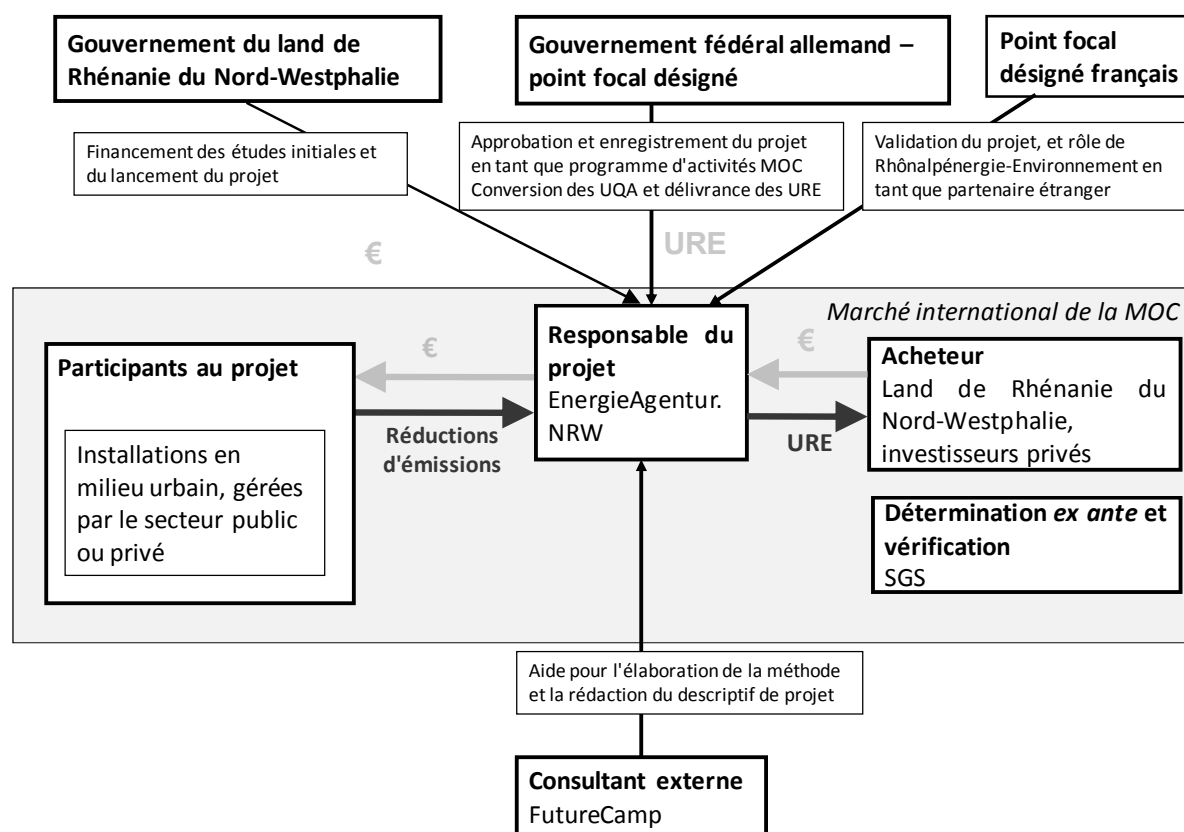 Gouvernement du land de
Rhénanie du Nord-Westphalie
Gouvernement fédéral allemand –
point focal désigné
Point focal
désigné français
Financement des études initiales et
du lancement du projet
Approbation et enregistrement du projet
en tant que programme d'activités MOC
Conversion des UQA et délivrance des URE
Validation du projet, et rôle de
Rhônalpénergie-Environnement en
tant que partenaire étranger
€
URE
Marché international de la MOC
Participants au projet
Installations en
milieu urbain, gérées
par le secteur public
ou privé
€
Réductions
d'émissions
Responsable du
projet
EnergieAgentur.
NRW
€
URE
Acheteur
Land de Rhénanie du
Nord-Westphalie,
investisseurs privés
Détermination ex ante et
vérification
SGS
Aide pour l'élaboration de la méthode
et la rédaction du descriptif de projet
Consultant externe
FutureCamp